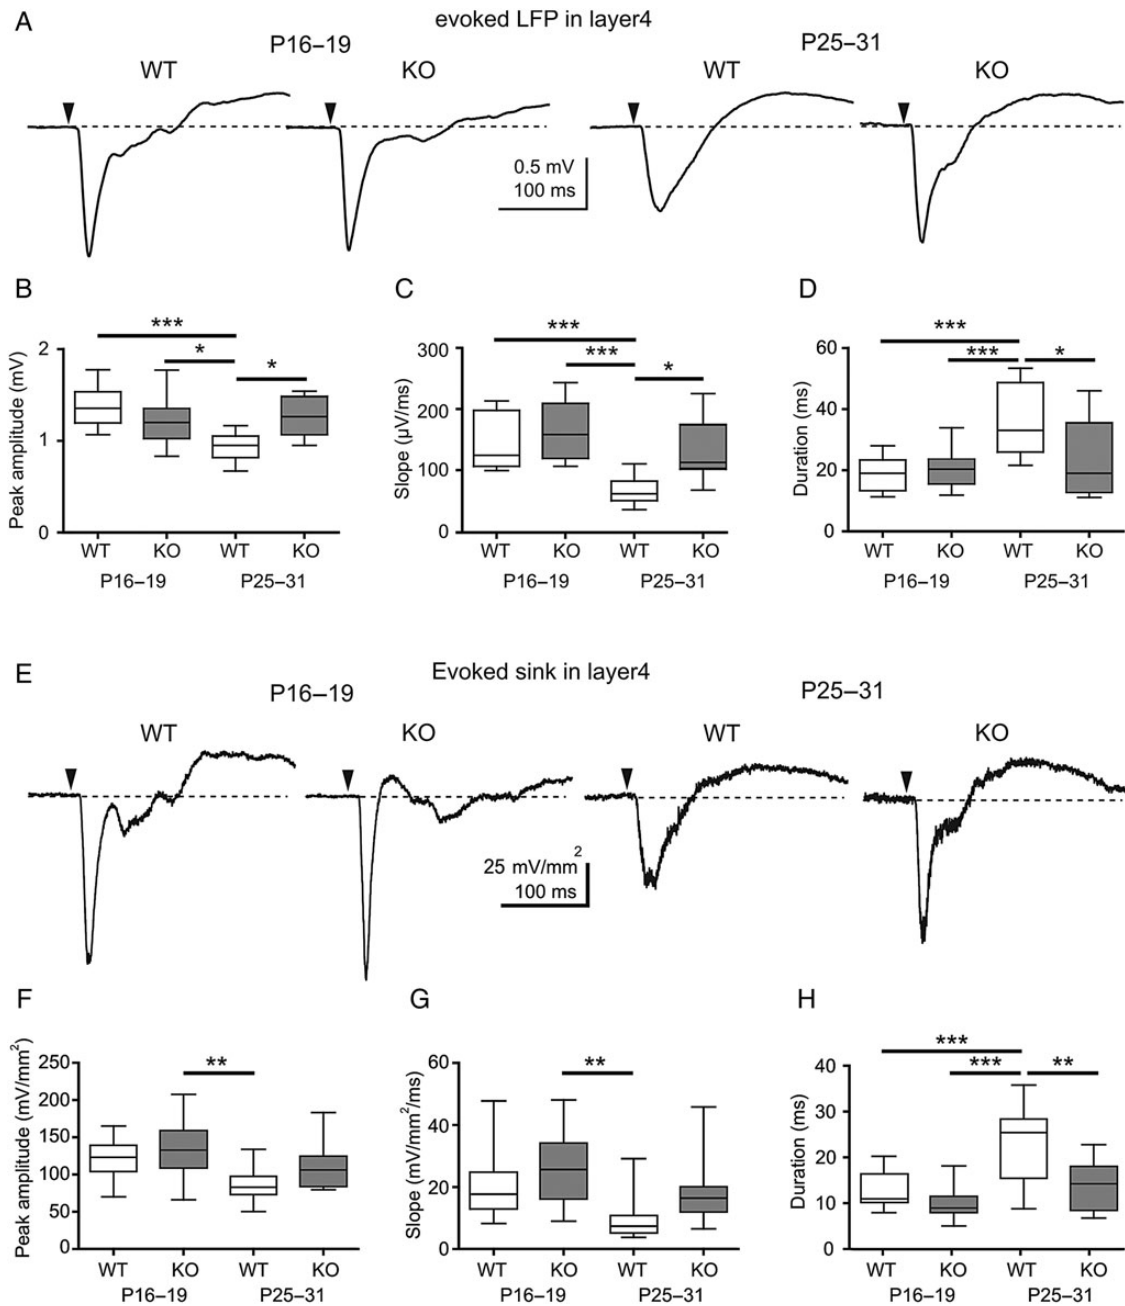 A
evoked LFP in layer4
P16–19
P25–31
WT
KO
WT
KO
0.5 mV
100 ms
B
C
D
***
*
*
***
***
*
***
***
*
Peak amplitude (mV)
2
1
0
WT
KO
WT
KO
P16–19
P25–31
Slope (µV/ms)
300
200
100
0
WT
KO
WT
KO
P16–19
P25–31
Duration (ms)
60
40
20
0
WT
KO
WT
KO
P16–19
P25–31
E
Evoked sink in layer4
P16–19
P25–31
WT
KO
WT
KO
25 mV/mm²
100 ms
F
G
H
**
**
***
***
**
Peak amplitude (mV/mm²)
250
200
150
100
50
0
WT
KO
WT
KO
P16–19
P25–31
Slope (mV/mm²/ms)
60
40
20
0
WT
KO
WT
KO
P16–19
P25–31
Duration (ms)
40
30
20
10
0
WT
KO
WT
KO
P16–19
P25–31